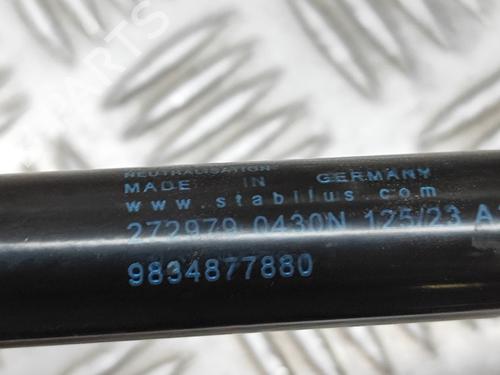 NEUTRALISATION
MADE IN GERMANY
www.stabilus.com
272979 0430N 125/23 A
9834877880